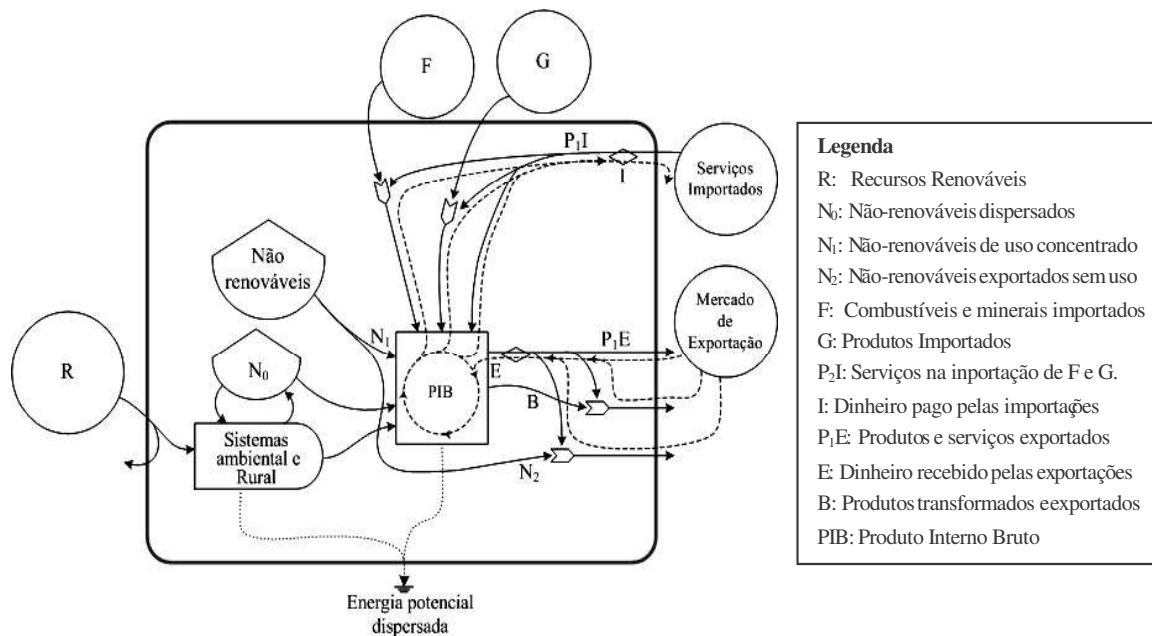 F
G
P₁I
I
Serviços
Importados
Não
renováveis
N₁
Mercado
de
Exportação
P₁E
E
R
N₀
PIB
B
Sistemas
ambiental e
Rural
N₂
Energia potencial
dispersada
Legenda
R: Recursos Renováveis
N₀: Não-renováveis dispersados
N₁: Não-renováveis de uso concentrado
N₂: Não-renováveis exportados sem uso
F: Combustíveis e minerais importados
G: Produtos Importados
P₂I: Serviços na inportação de F e G.
I: Dinheiro pago pelas importações
P₁E: Produtos e serviços exportados
E: Dinheiro recebido pelas exportações
B: Produtos transformados e exportados
PIB: Produto Interno Bruto